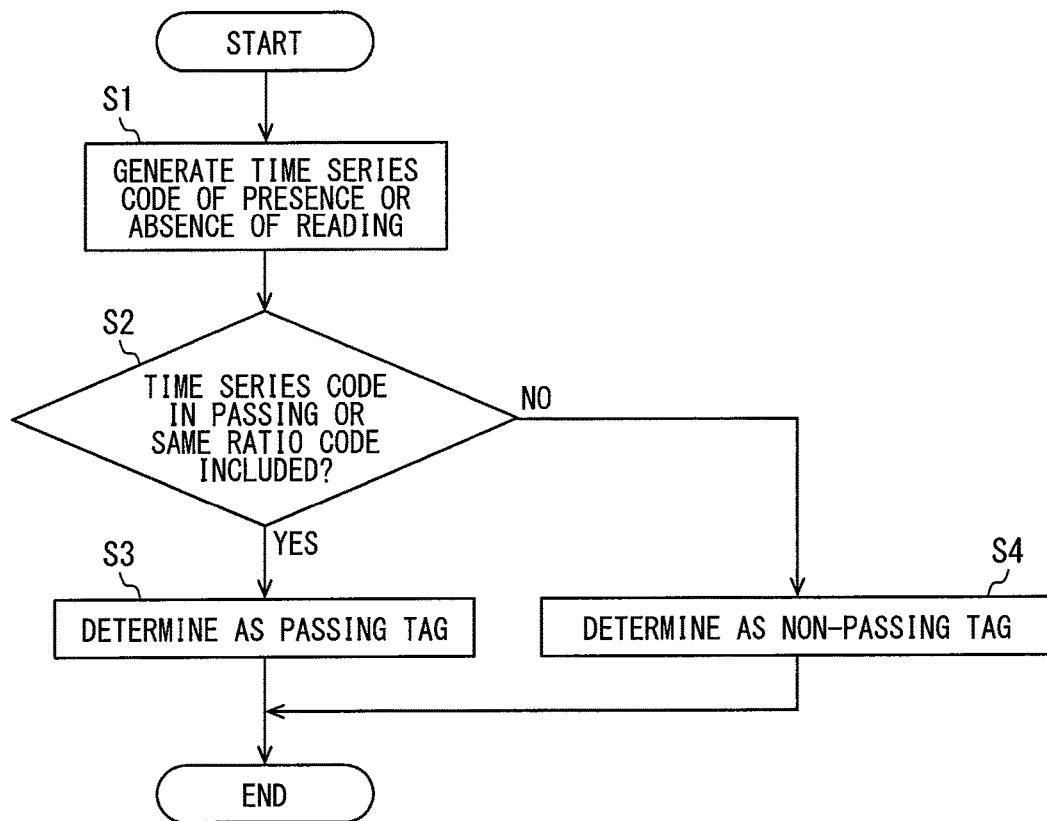 START
S1
GENERATE TIME SERIES
CODE OF PRESENCE OR
ABSENCE OF READING
S2
TIME SERIES CODE
IN PASSING OR
SAME RATIO CODE
INCLUDED?
NO
YES
S3
DETERMINE AS PASSING TAG
S4
DETERMINE AS NON-PASSING TAG
END